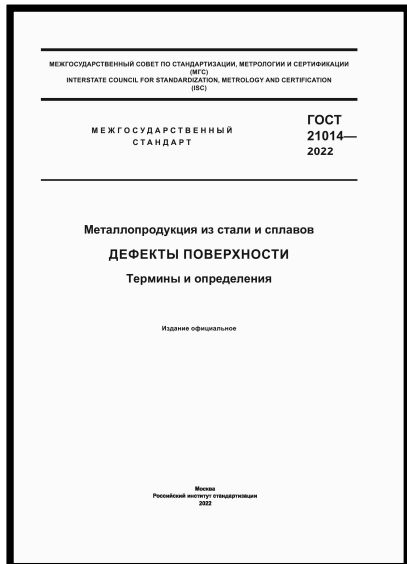 МЕЖГОСУДАРСТВЕННЫЙ СОВЕТ ПО СТАНДАРТИЗАЦИИ, МЕТРОЛОГИИ И СЕРТИФИКАЦИИ
(МГС)
INTERSTATE COUNCIL FOR STANDARDIZATION, METROLOGY AND CERTIFICATION
(ISC)
МЕЖГОСУДАРСТВЕННЫЙ
СТАНДАРТ
ГОСТ
21014—
2022
Металлопродукция из стали и сплавов
ДЕФЕКТЫ ПОВЕРХНОСТИ
Термины и определения
Издание официальное
Москва
Российский институт стандартизации
2022